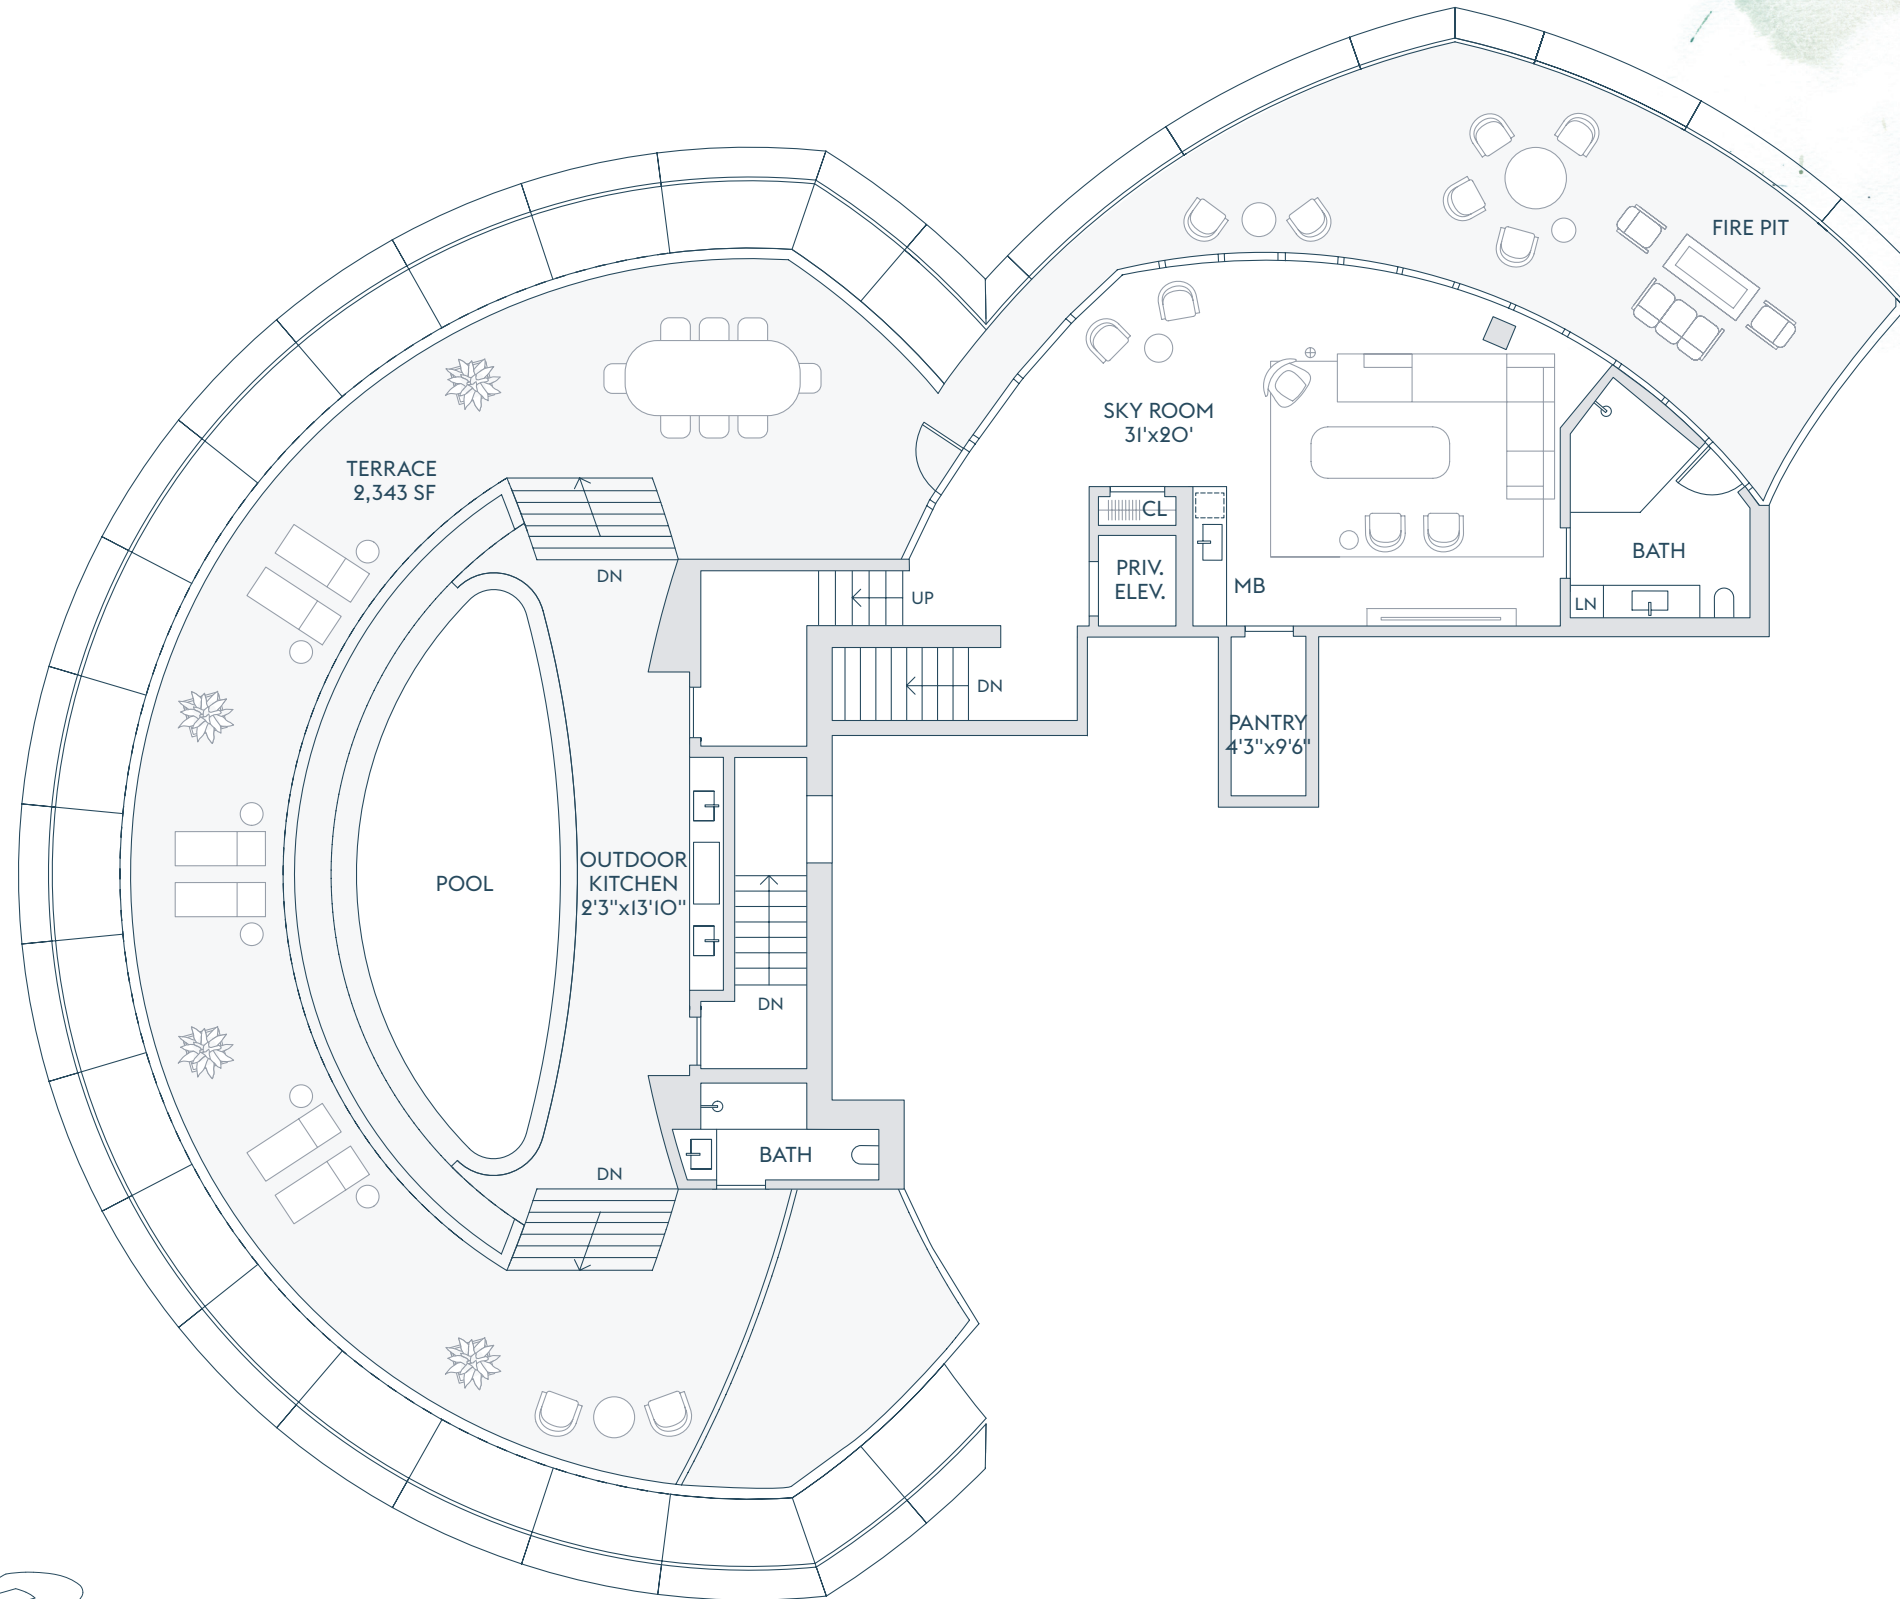 FIRE PIT
SKY ROOM
31'x20'
TERRACE
2,343 SF
CL
PRIV.
ELEV.
MB
BATH
LN
DN
UP
DN
PANTRY
4'3"x9'6"
POOL
OUTDOOR
KITCHEN
2'3"x13'10"
DN
BATH
DN